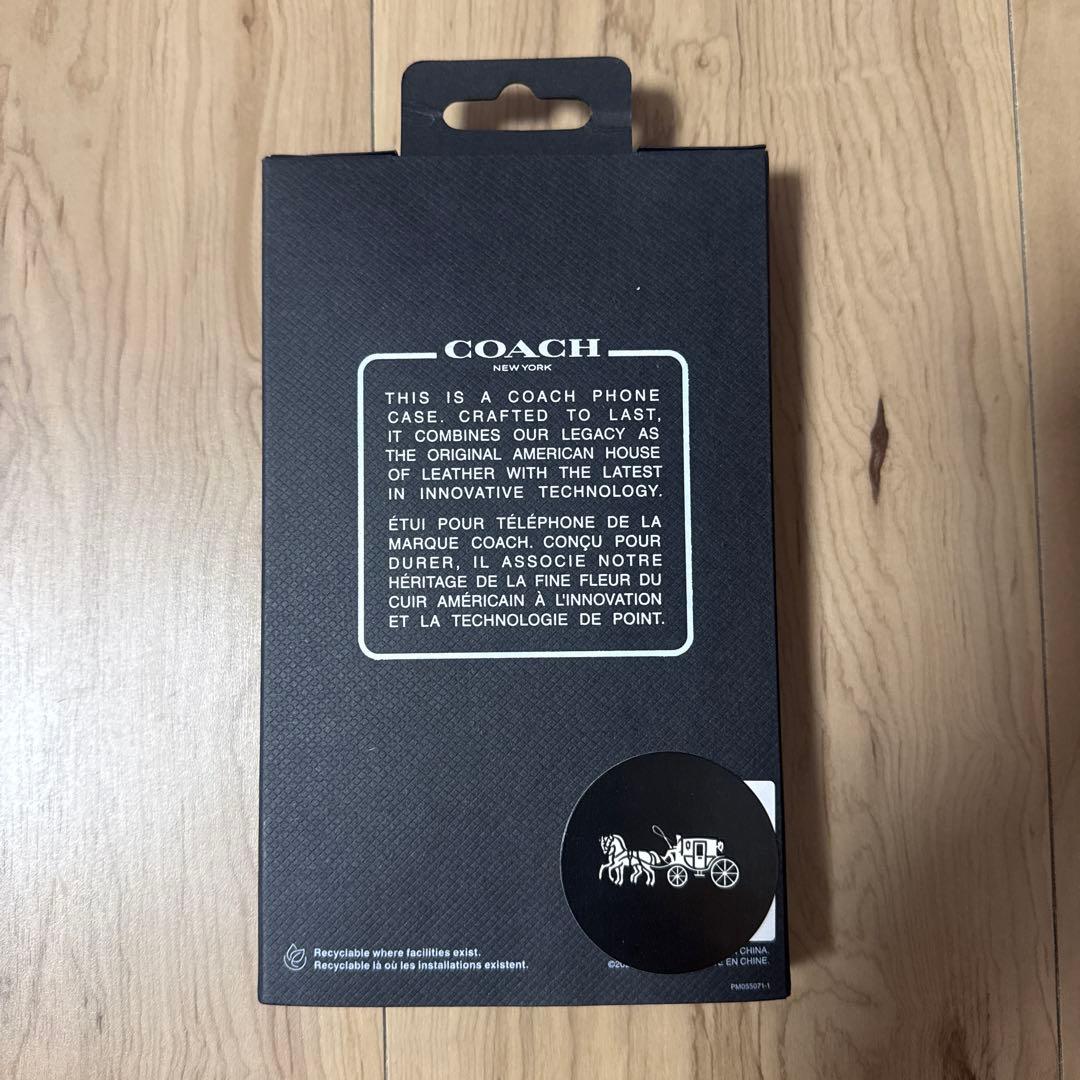 COACH
NEW YORK
THIS IS A COACH PHONE
CASE. CRAFTED TO LAST,
IT COMBINES OUR LEGACY AS
THE ORIGINAL AMERICAN HOUSE
OF LEATHER WITH THE LATEST
IN INNOVATIVE TECHNOLOGY.
ÉTUI POUR TÉLÉPHONE DE LA
MARQUE COACH. CONÇU POUR
DURER, IL ASSOCIE NOTRE
HÉRITAGE DE LA FINE FLEUR DU
CUIR AMÉRICAIN À L'INNOVATION
ET LA TECHNOLOGIE DE POINT.
Recyclable where facilities exist.
Recyclable là où les installations existent.
CHINA.
EN CHINE.
PM055071-1